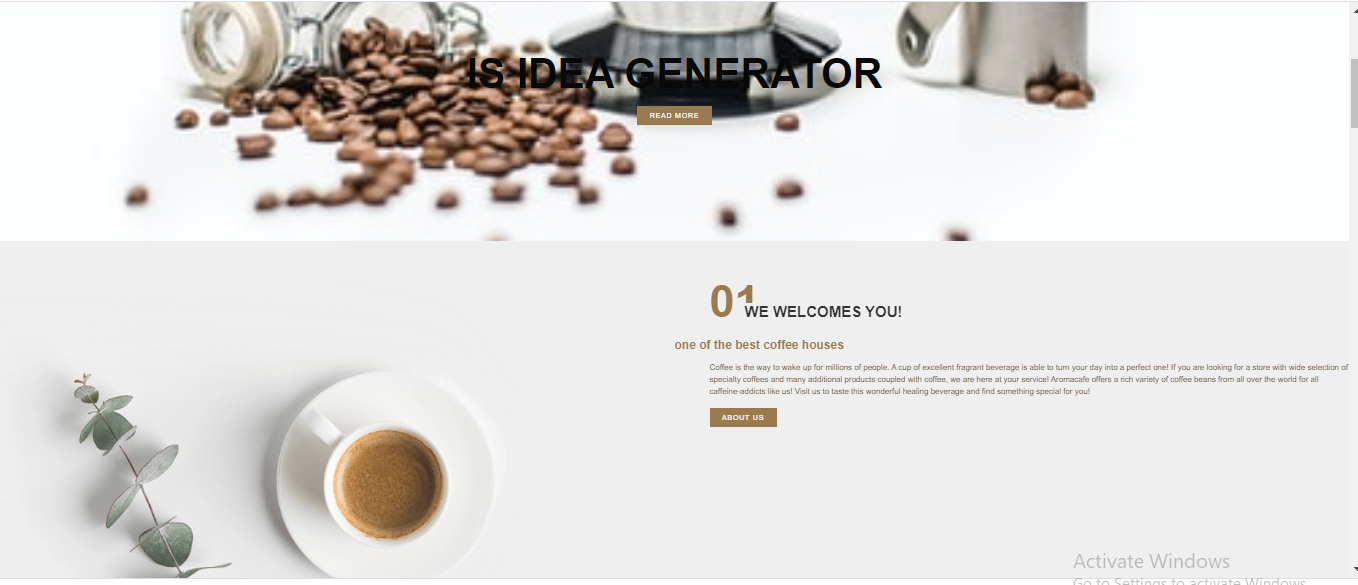 IS IDEA GENERATOR
READ MORE
01
WE WELCOMES YOU!
one of the best coffee houses
Coffee is the way to wake up for millions of people. A cup of excellent fragrant beverage is able to turn your day into a perfect one! If you are looking for a store with wide selection of
specialty coffees and many additional products coupled with coffee, we are here at your service! Aromacafe offers a rich variety of coffee beans from all over the world for all
caffeine-addicts like us! Visit us to taste this wonderful healing beverage and find something special for you!
ABOUT US
Activate Windows
Go to Settings to activate Windows.